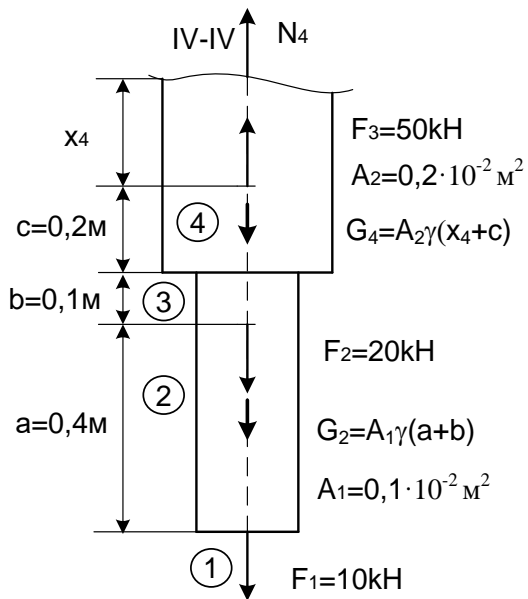 IV-IV N₄
x₄
F₃=50kH
A₂=0,2·10⁻² м²
c=0,2м
④
G₄=A₂γ(x₄+c)
b=0,1м
③
F₂=20kH
②
a=0,4м
G₂=A₁γ(a+b)
A₁=0,1·10⁻² м²
①
F₁=10kH